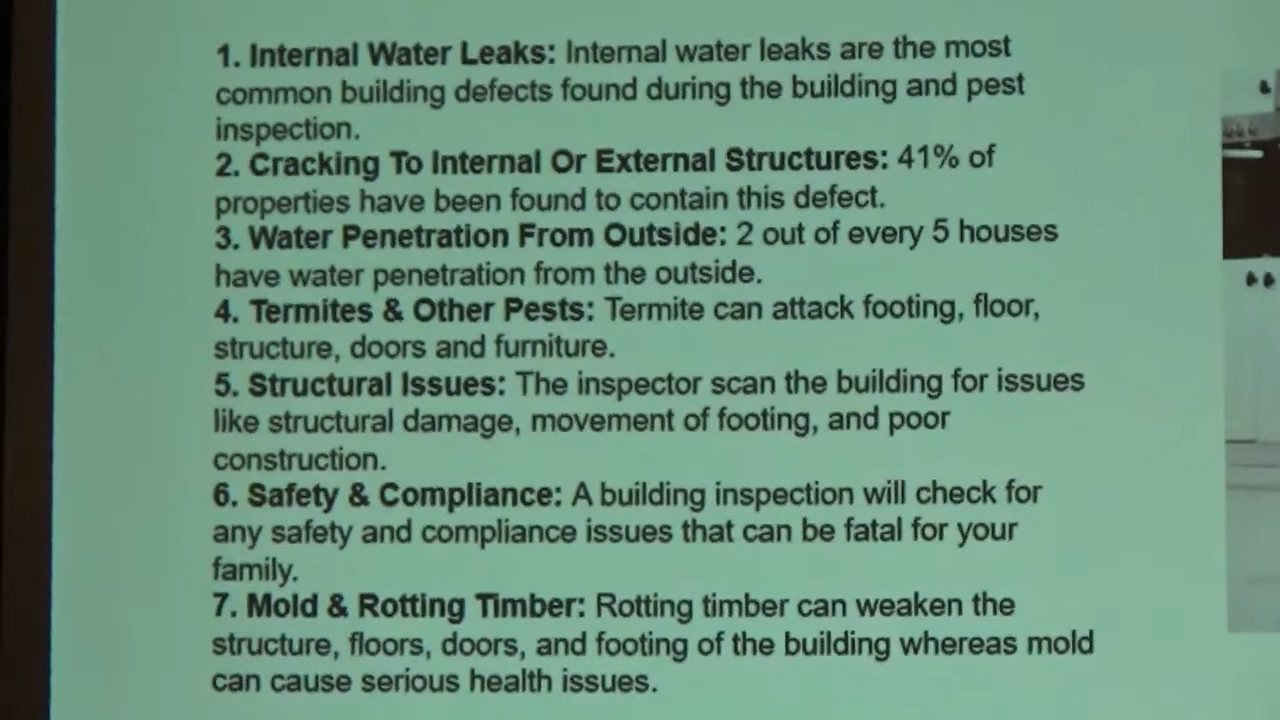 1. Internal Water Leaks: Internal water leaks are the most
common building defects found during the building and pest
inspection.
2. Cracking To Internal Or External Structures: 41% of
properties have been found to contain this defect.
3. Water Penetration From Outside: 2 out of every 5 houses
have water penetration from the outside.
4. Termites & Other Pests: Termite can attack footing, floor,
structure, doors and furniture.
5. Structural Issues: The inspector scan the building for issues
like structural damage, movement of footing, and poor
construction.
6. Safety & Compliance: A building inspection will check for
any safety and compliance issues that can be fatal for your
family.
7. Mold & Rotting Timber: Rotting timber can weaken the
structure, floors, doors, and footing of the building whereas mold
can cause serious health issues.